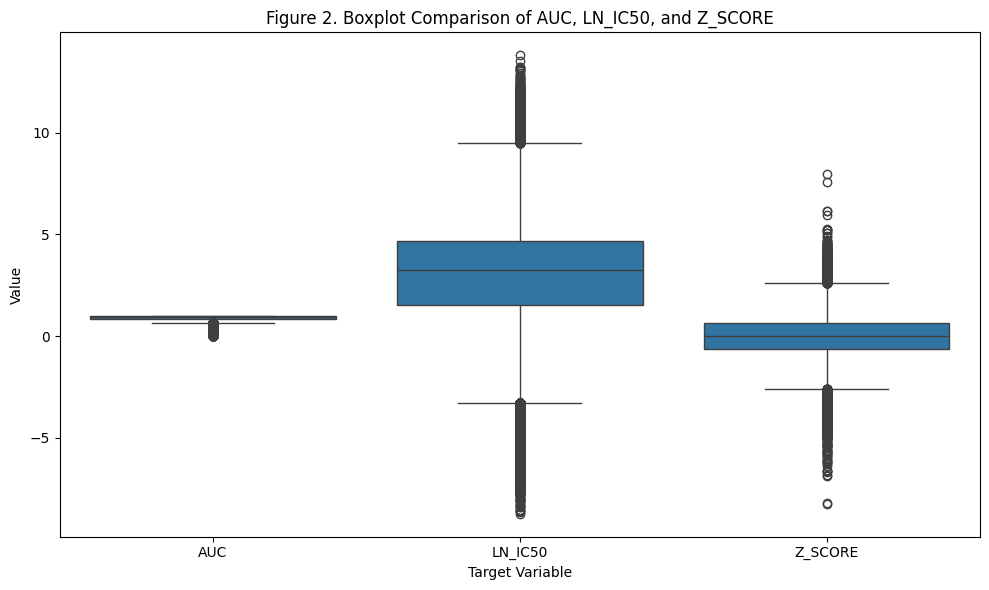 Figure 2. Boxplot Comparison of AUC, LN_IC50, and Z_SCORE
Value
10
5
0
−5
AUC
LN_IC50
Z_SCORE
Target Variable